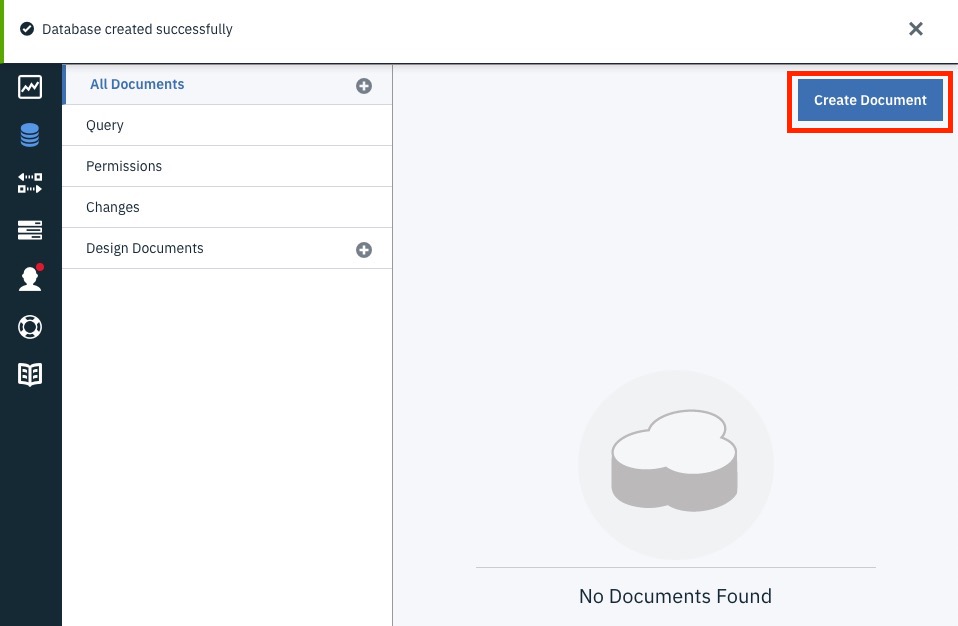 Database created successfully
All Documents
Create Document
Query
Permissions
Changes
Design Documents
No Documents Found